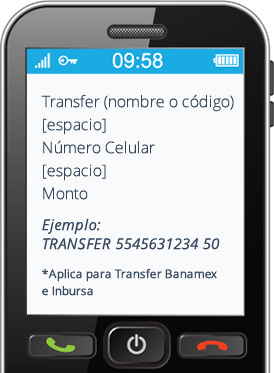 09:58
Transfer (nombre o código)
[espacio]
Número Celular
[espacio]
Monto
Ejemplo:
TRANSFER 5545631234 50
*Aplica para Transfer Banamex
e Inbursa